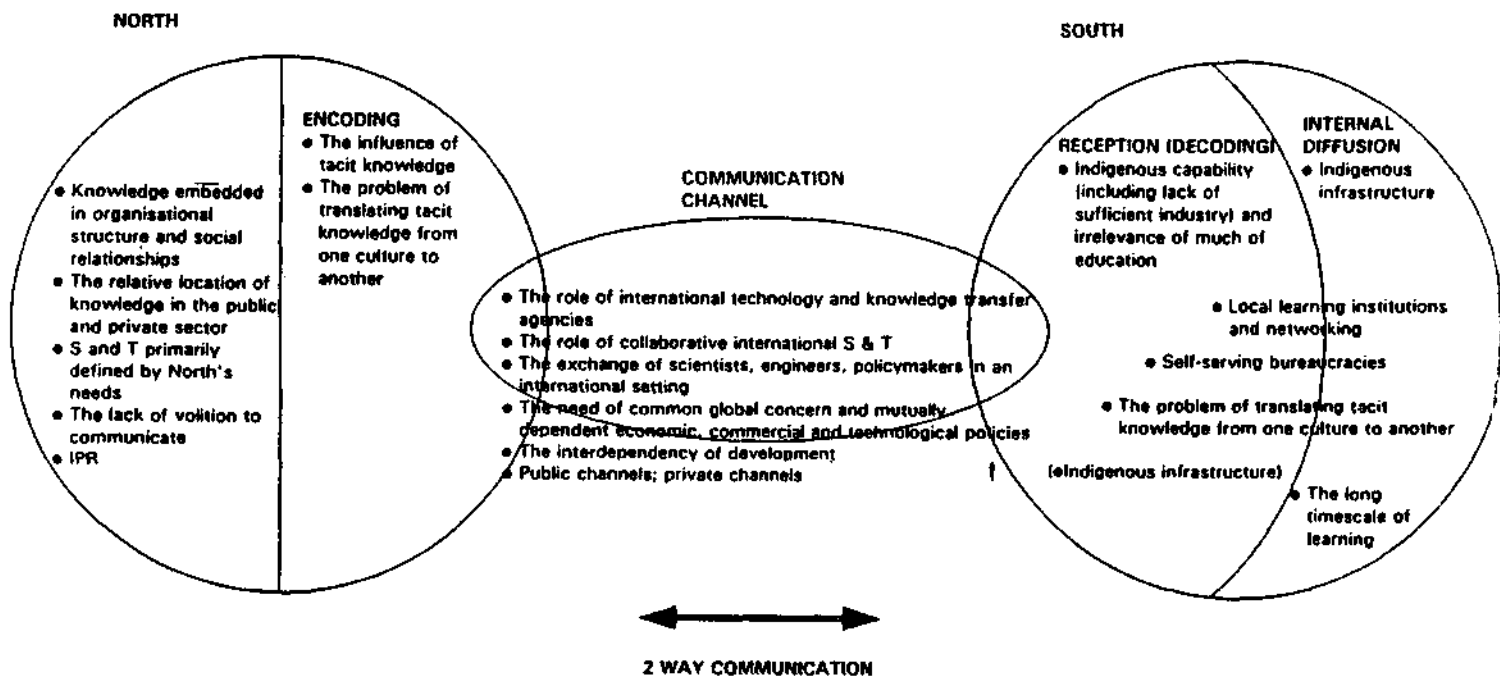 NORTH
● Knowledge embedded
in organisational
structure and social
relationships
● The relative location of
knowledge in the public
and private sector
● S and T primarily
defined by North's
needs
● The lack of volition to
communicate
● IPR
ENCODING
● The influence of
tacit knowledge
● The problem of
translating tacit
knowledge from
one culture to
another
COMMUNICATION
CHANNEL
● The role of international technology and knowledge transfer
agencies
● The role of collaborative international S & T
● The exchange of scientists, engineers, policymakers in an
international setting
● The need of common global concern and mutually
dependent economic, commercial and technological policies
● The interdependency of development
● Public channels; private channels
SOUTH
RECEPTION (DECODING)
● Indigenous capability
(including lack of
sufficient industry) and
irrelevance of much of
education
INTERNAL
DIFFUSION
● Indigenous
infrastructure
● Local learning institutions
and networking
● Self-serving bureaucracies
● The problem of translating tacit
knowledge from one culture to another
(●Indigenous infrastructure)
● The long
timescale of
learning
2 WAY COMMUNICATION